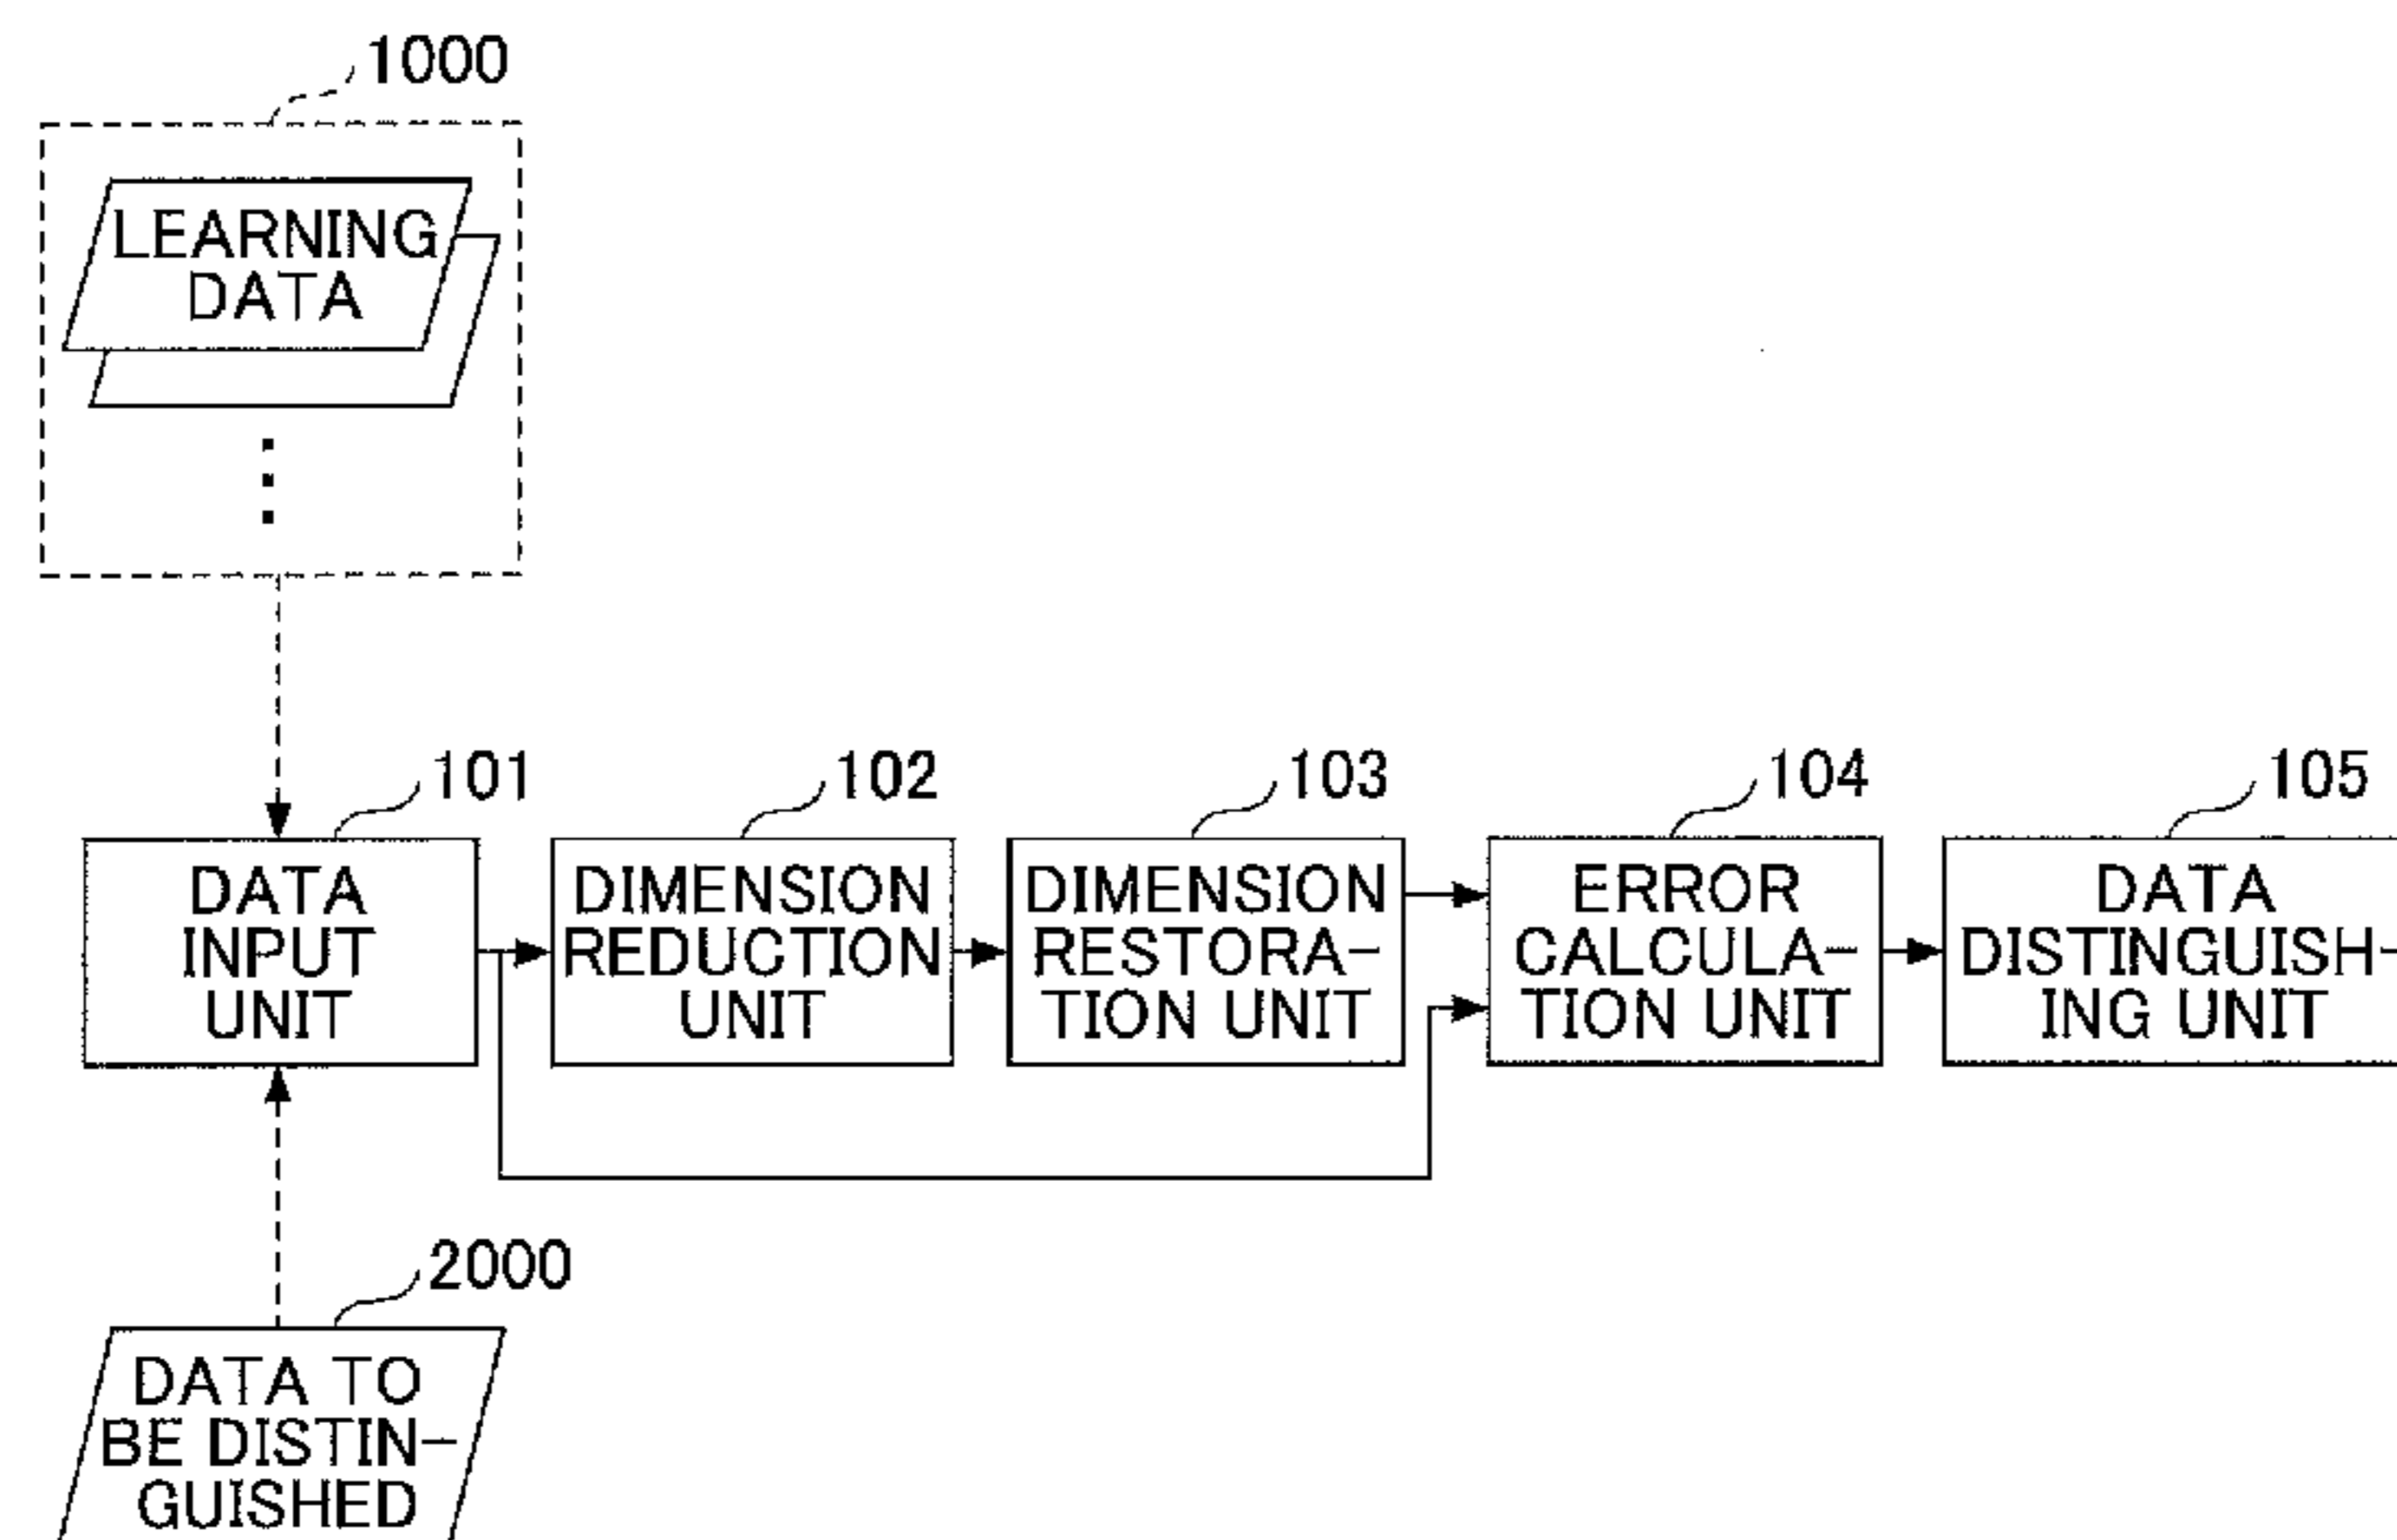 1000
LEARNING
DATA
101
102
103
104
105
DATA
INPUT
UNIT
DIMENSION
REDUCTION
UNIT
DIMENSION
RESTORA-
TION UNIT
ERROR
CALCULA-
TION UNIT
DATA
DISTINGUISH-
ING UNIT
2000
DATA TO
BE DISTIN-
GUISHED